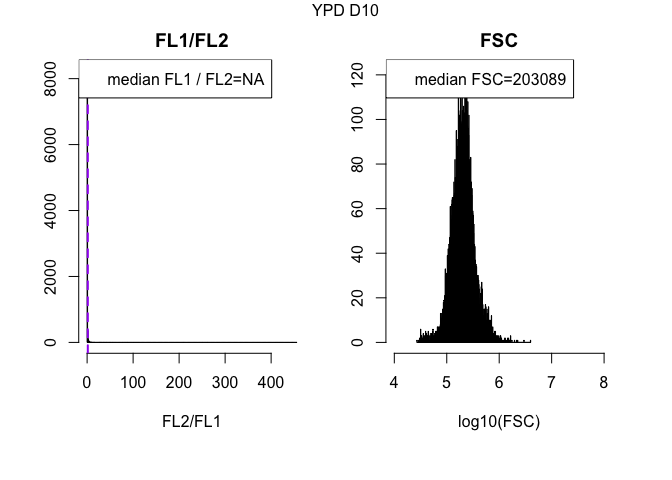 YPD D10
FL1/FL2
median FL1 / FL2=NA
0 2000 4000 6000 8000
0 100 200 300 400
FL2/FL1
FSC
median FSC=203089
0 20 40 60 80 100 120
4 5 6 7 8
log10(FSC)